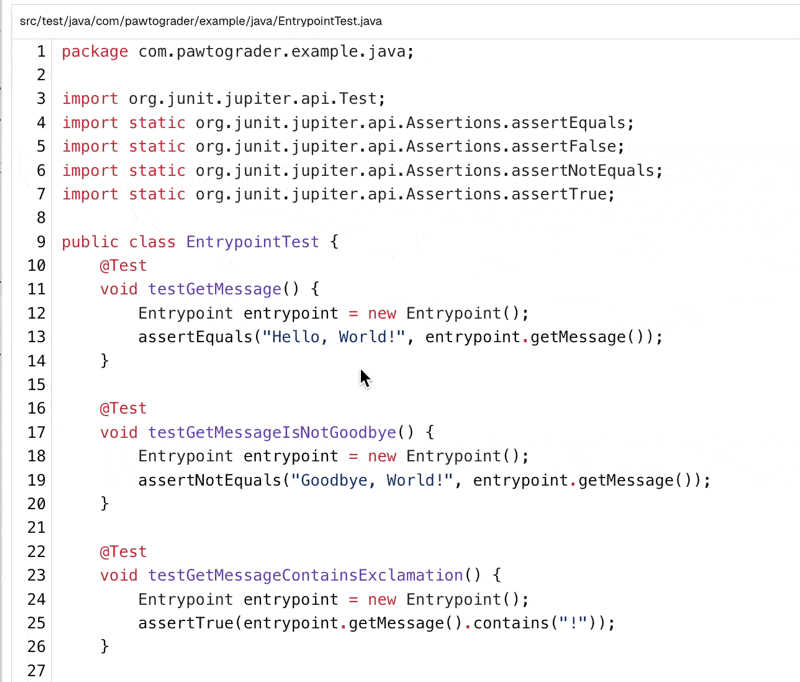 src/test/java/com/pawtograder/example/java/EntrypointTest.java
1 package com.pawtograder.example.java;
2
3 import org.junit.jupiter.api.Test;
4 import static org.junit.jupiter.api.Assertions.assertEquals;
5 import static org.junit.jupiter.api.Assertions.assertFalse;
6 import static org.junit.jupiter.api.Assertions.assertNotEquals;
7 import static org.junit.jupiter.api.Assertions.assertTrue;
8
9 public class EntrypointTest {
10     @Test
11     void testGetMessage() {
12         Entrypoint entrypoint = new Entrypoint();
13         assertEquals("Hello, World!", entrypoint.getMessage());
14     }
15
16     @Test
17     void testGetMessageIsNotGoodbye() {
18         Entrypoint entrypoint = new Entrypoint();
19         assertNotEquals("Goodbye, World!", entrypoint.getMessage());
20     }
21
22     @Test
23     void testGetMessageContainsExclamation() {
24         Entrypoint entrypoint = new Entrypoint();
25         assertTrue(entrypoint.getMessage().contains("!"));
26     }
27